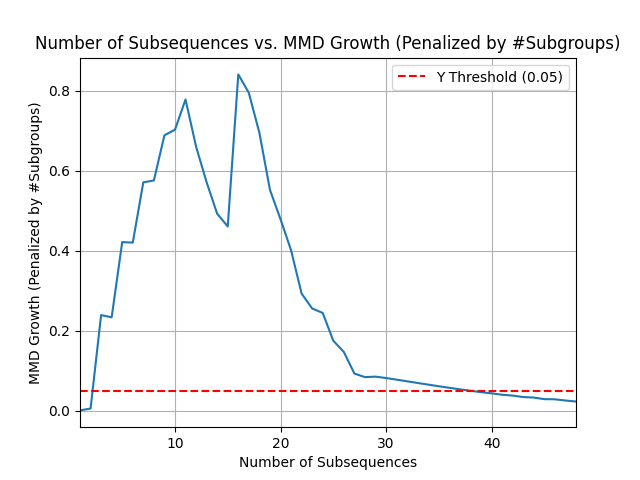 Number of Subsequences vs. MMD Growth (Penalized by #Subgroups)
Y Threshold (0.05)
MMD Growth (Penalized by #Subgroups)
0.8
0.6
0.4
0.2
0.0
10 20 30 40
Number of Subsequences